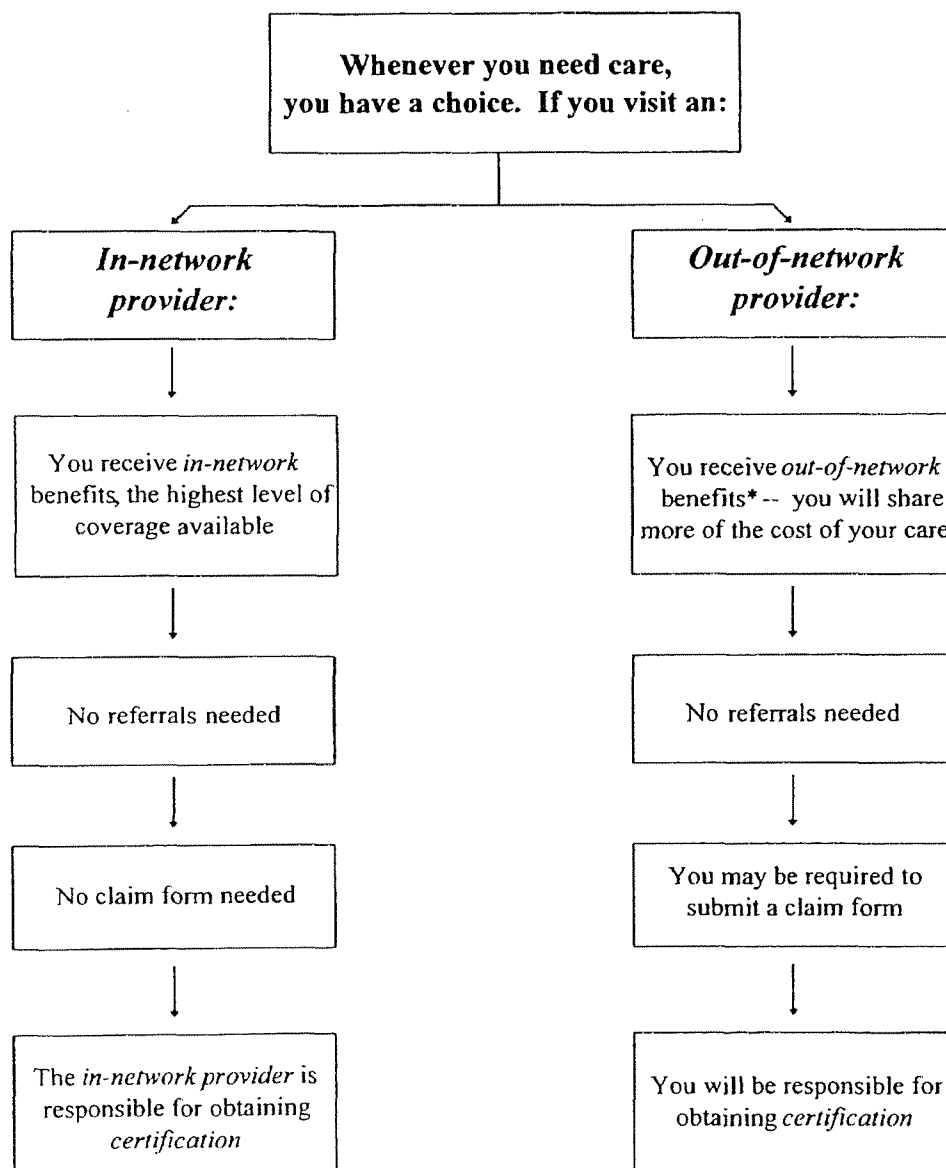 Whenever you need care,
you have a choice. If you visit an:
In-network
provider:
You receive in-network
benefits, the highest level of
coverage available
No referrals needed
No claim form needed
The in-network provider is
responsible for obtaining
certification
Out-of-network
provider:
You receive out-of-network
benefits* -- you will share
more of the cost of your care
No referrals needed
You may be required to
submit a claim form
You will be responsible for
obtaining certification